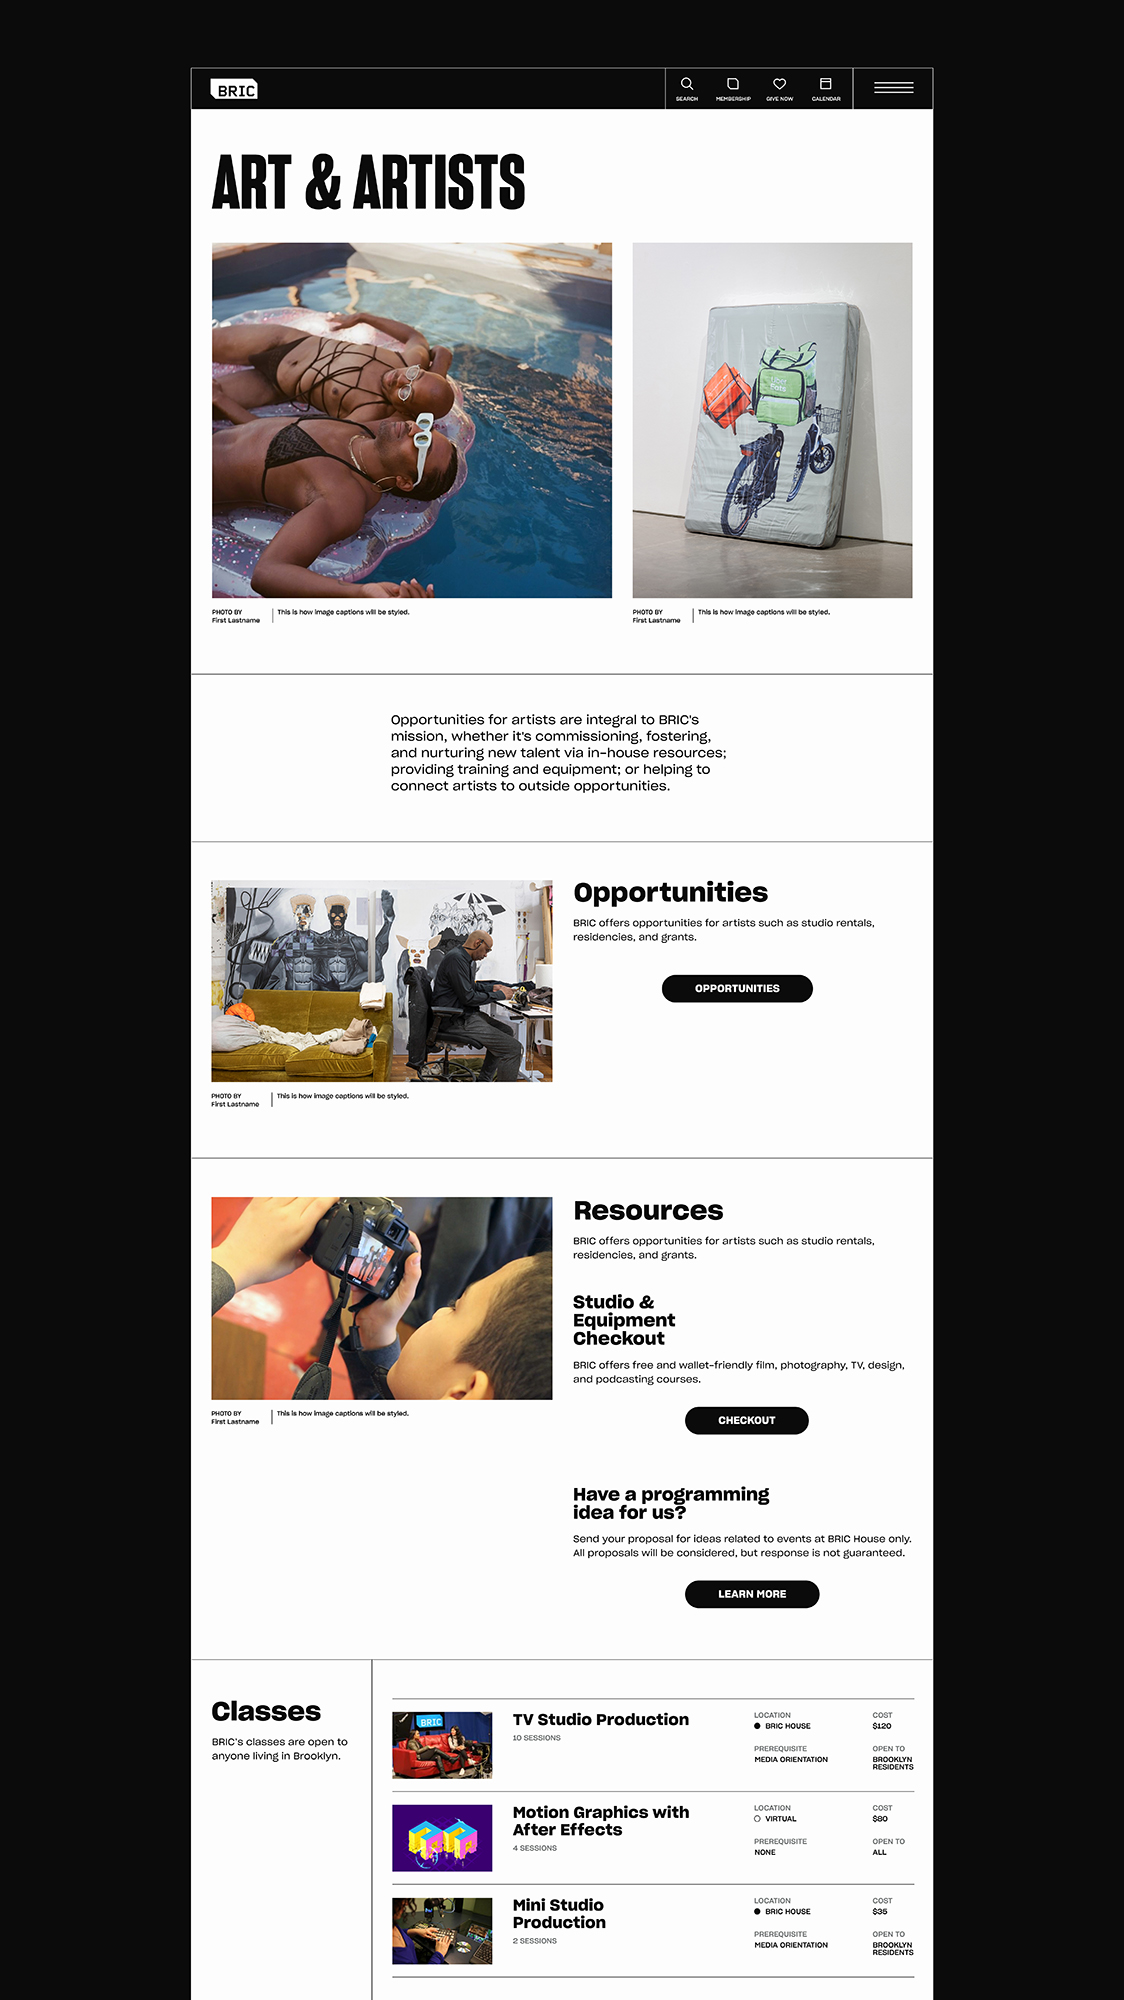 BRIC
SEARCH
MEMBERSHIP
GIVE NOW
CALENDAR
ART & ARTISTS
Uber
Eats
PHOTO BY
First Lastname
This is how image captions will be styled.
PHOTO BY
First Lastname
This is how image captions will be styled.
Opportunities for artists are integral to BRIC's
mission, whether it's commissioning, fostering,
and nurturing new talent via in-house resources;
providing training and equipment; or helping to
connect artists to outside opportunities.
PHOTO BY
First Lastname
This is how image captions will be styled.
Opportunities
BRIC offers opportunities for artists such as studio rentals,
residencies, and grants.
OPPORTUNITIES
PHOTO BY
First Lastname
This is how image captions will be styled.
Resources
BRIC offers opportunities for artists such as studio rentals,
residencies, and grants.
Studio &
Equipment
Checkout
BRIC offers free and wallet-friendly film, photography, TV, design,
and podcasting courses.
CHECKOUT
Have a programming
idea for us?
Send your proposal for ideas related to events at BRIC House only.
All proposals will be considered, but response is not guaranteed.
LEARN MORE
Classes
BRIC's classes are open to
anyone living in Brooklyn.
BRIC
TV Studio Production
10 SESSIONS
LOCATION
BRIC HOUSE
PREREQUISITE
MEDIA ORIENTATION
COST
$120
OPEN TO
BROOKLYN
RESIDENTS
Motion Graphics with
After Effects
4 SESSIONS
LOCATION
VIRTUAL
PREREQUISITE
NONE
COST
$80
OPEN TO
ALL
Mini Studio
Production
2 SESSIONS
LOCATION
BRIC HOUSE
PREREQUISITE
MEDIA ORIENTATION
COST
$35
OPEN TO
BROOKLYN
RESIDENTS